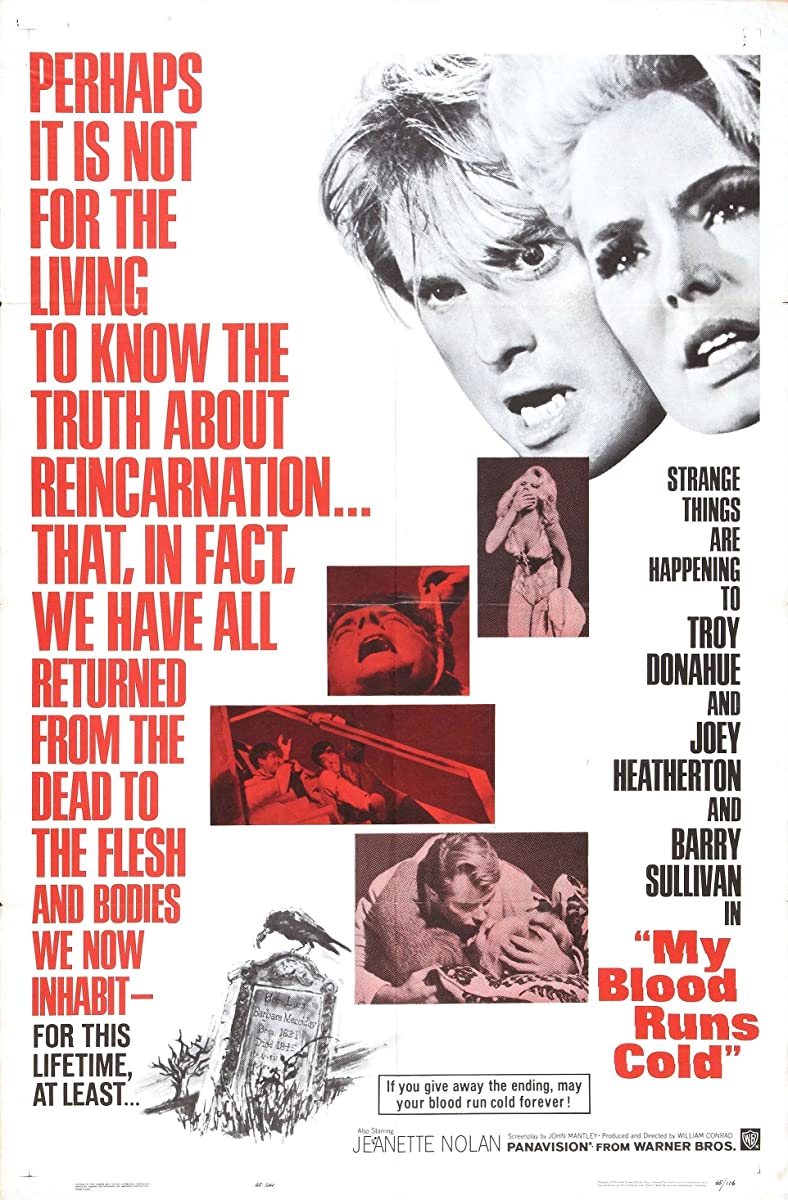 PERHAPS
IT IS NOT
FOR THE
LIVING
TO KNOW THE
TRUTH ABOUT
REINCARNATION...
THAT, IN FACT,
WE HAVE ALL
RETURNED
FROM THE
DEAD TO
THE FLESH
AND BODIES
WE NOW
INHABIT—
FOR THIS
LIFETIME,
AT LEAST...
STRANGE
THINGS
ARE
HAPPENING
TO
TROY
DONAHUE
AND
JOEY
HEATHERTON
AND
BARRY
SULLIVAN
IN
"My
Blood
Runs
Cold"
Barbara
If you give away the ending, may
your blood run cold forever!
Also Starring
JEANETTE NOLAN
Screenplay by JOHN MANTLEY · Produced and Directed by WILLIAM CONRAD
PANAVISION® FROM WARNER BROS.
WB
65/116